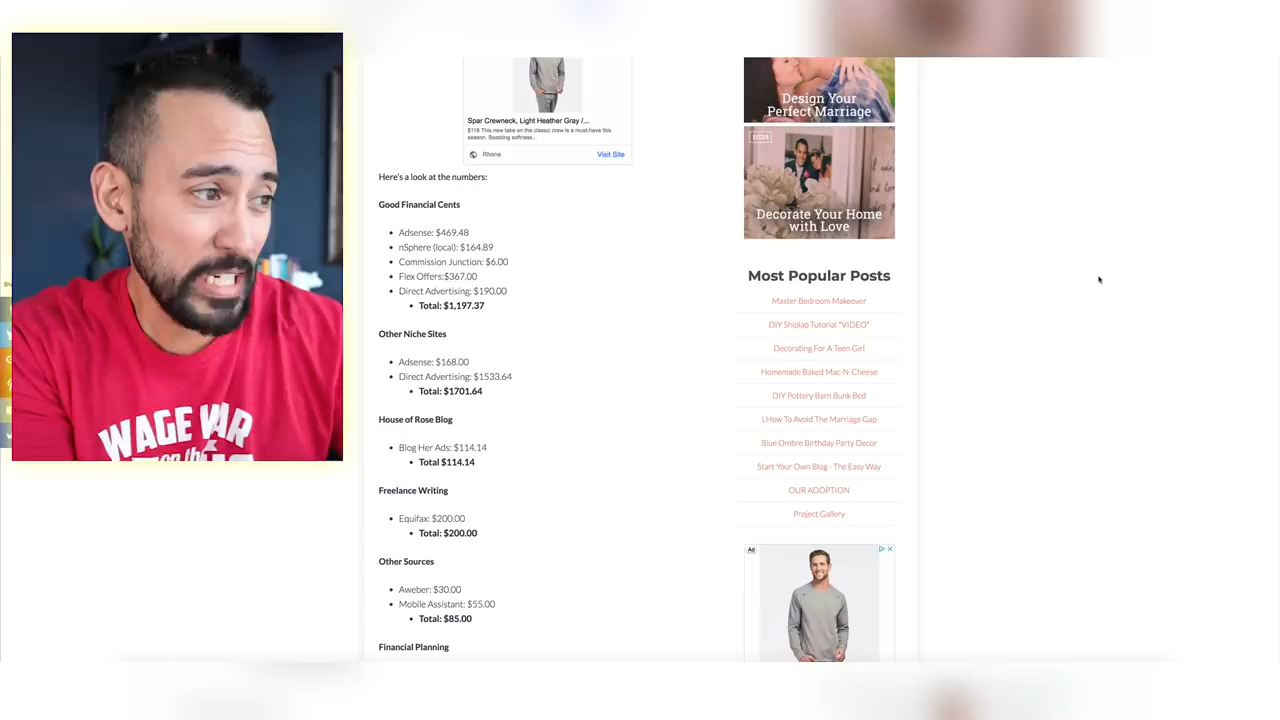 WAGE WAR
on the
Spar Crewneck, Light Heather Gray /...
$118 This new take on the classic crew is a must-have this
season. Boasting softness...
Rhone
Visit Site
Here's a look at the numbers:
Good Financial Cents
Adsense: $469.48
nSphere (local): $164.89
Commission Junction: $6.00
Flex Offers:$367.00
Direct Advertising: $190.00
Total: $1,197.37
Other Niche Sites
Adsense: $168.00
Direct Advertising: $1533.64
Total: $1701.64
House of Rose Blog
Blog Her Ads: $114.14
Total $114.14
Freelance Writing
Equifax: $200.00
Total: $200.00
Other Sources
Aweber: $30.00
Mobile Assistant: $55.00
Total: $85.00
Financial Planning
Design Your
Perfect Marriage
Decorate Your Home
with Love
Most Popular Posts
Master Bedroom Makeover
DIY Shiplap Tutorial *VIDEO*
Decorating For A Teen Girl
Homemade Baked Mac-N-Cheese
DIY Pottery Barn Bunk Bed
I.How To Avoid The Marriage Gap
Blue Ombre Birthday Party Decor
Start Your Own Blog - The Easy Way
OUR ADOPTION
Project Gallery
Ad